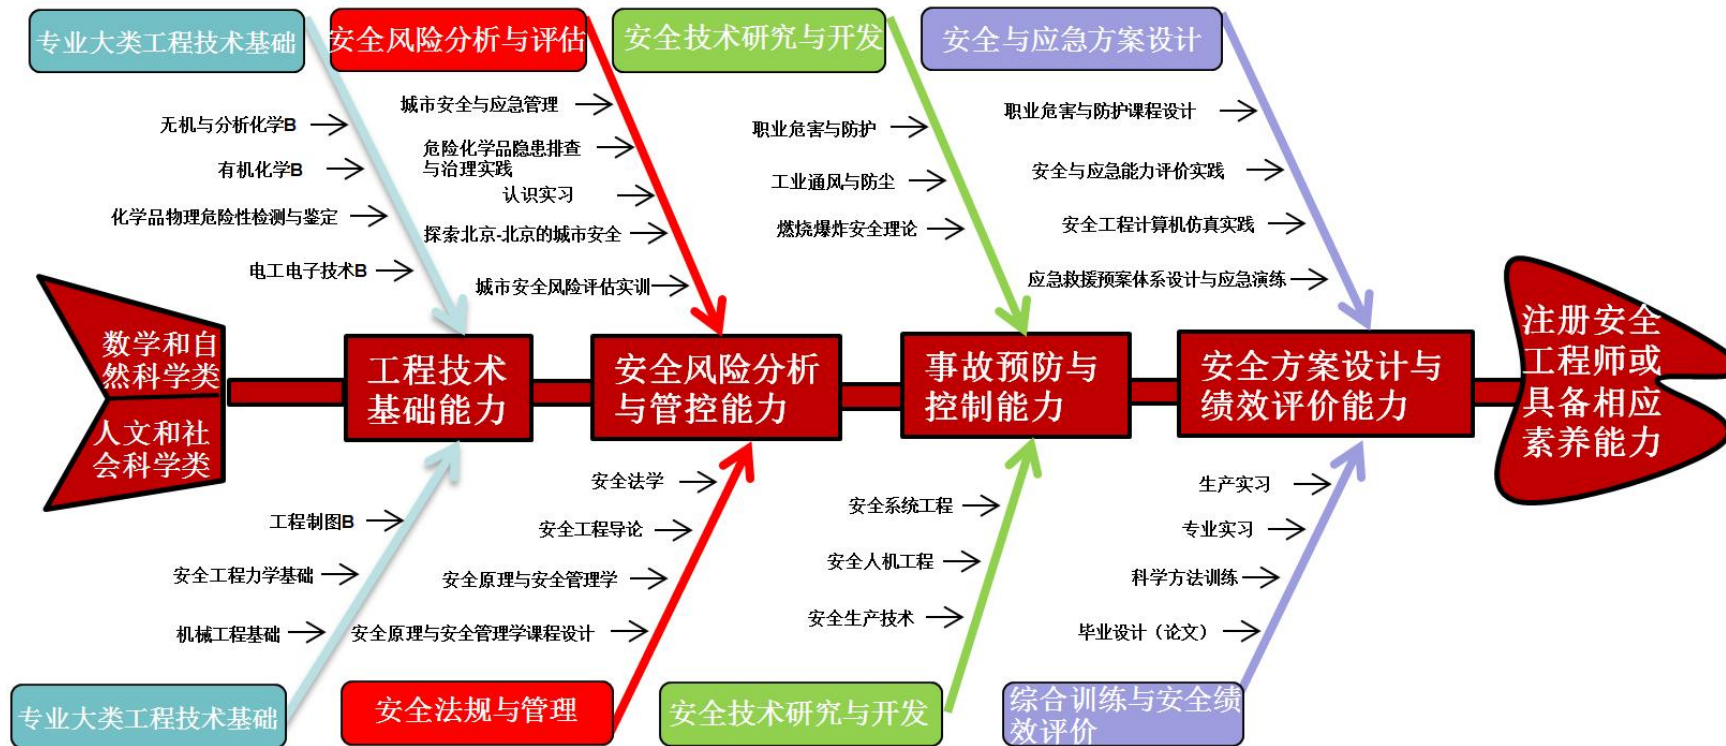 专业大类工程技术基础
安全风险分析与评估
安全技术研究与开发
安全与应急方案设计
无机与分析化学B
有机化学B
化学品物理危险性检测与鉴定
电工电子技术B
城市安全与应急管理
危险化学品隐患排查
与治理实践
认识实习
探索北京-北京的城市安全
城市安全风险评估实训
职业危害与防护
工业通风与防尘
燃烧爆炸安全理论
职业危害与防护课程设计
安全与应急能力评价实践
安全工程计算机仿真实践
应急救援预案体系设计与应急演练
数学和自
然科学类
人文和社
会科学类
工程技术
基础能力
安全风险分析
与管控能力
事故预防与
控制能力
安全方案设计与
绩效评价能力
注册安全
工程师或
具备相应
素养能力
工程制图B
安全工程力学基础
机械工程基础
安全法学
安全工程导论
安全原理与安全管理学
安全原理与安全管理学课程设计
安全系统工程
安全人机工程
安全生产技术
生产实习
专业实习
科学方法训练
毕业设计（论文）
专业大类工程技术基础
安全法规与管理
安全技术研究与开发
综合训练与安全绩
效评价